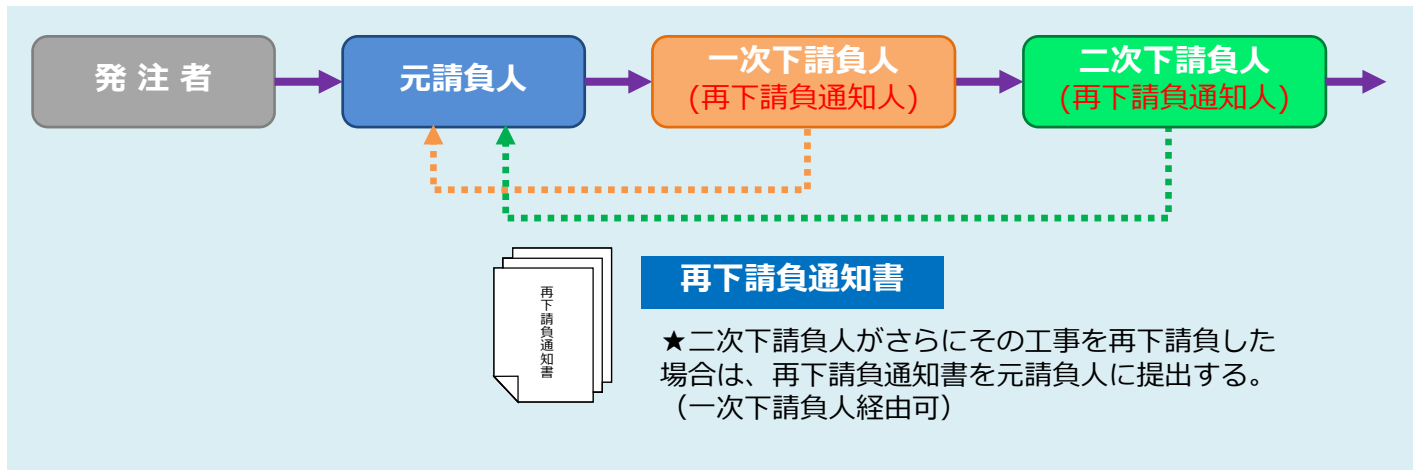 発 注 者
元請負人
一次下請負人
(再下請負通知人)
二次下請負人
(再下請負通知人)
再下請負通知書
再下請負通知書
★二次下請負人がさらにその工事を再下請負した
場合は、再下請負通知書を元請負人に提出する。
（一次下請負人経由可）